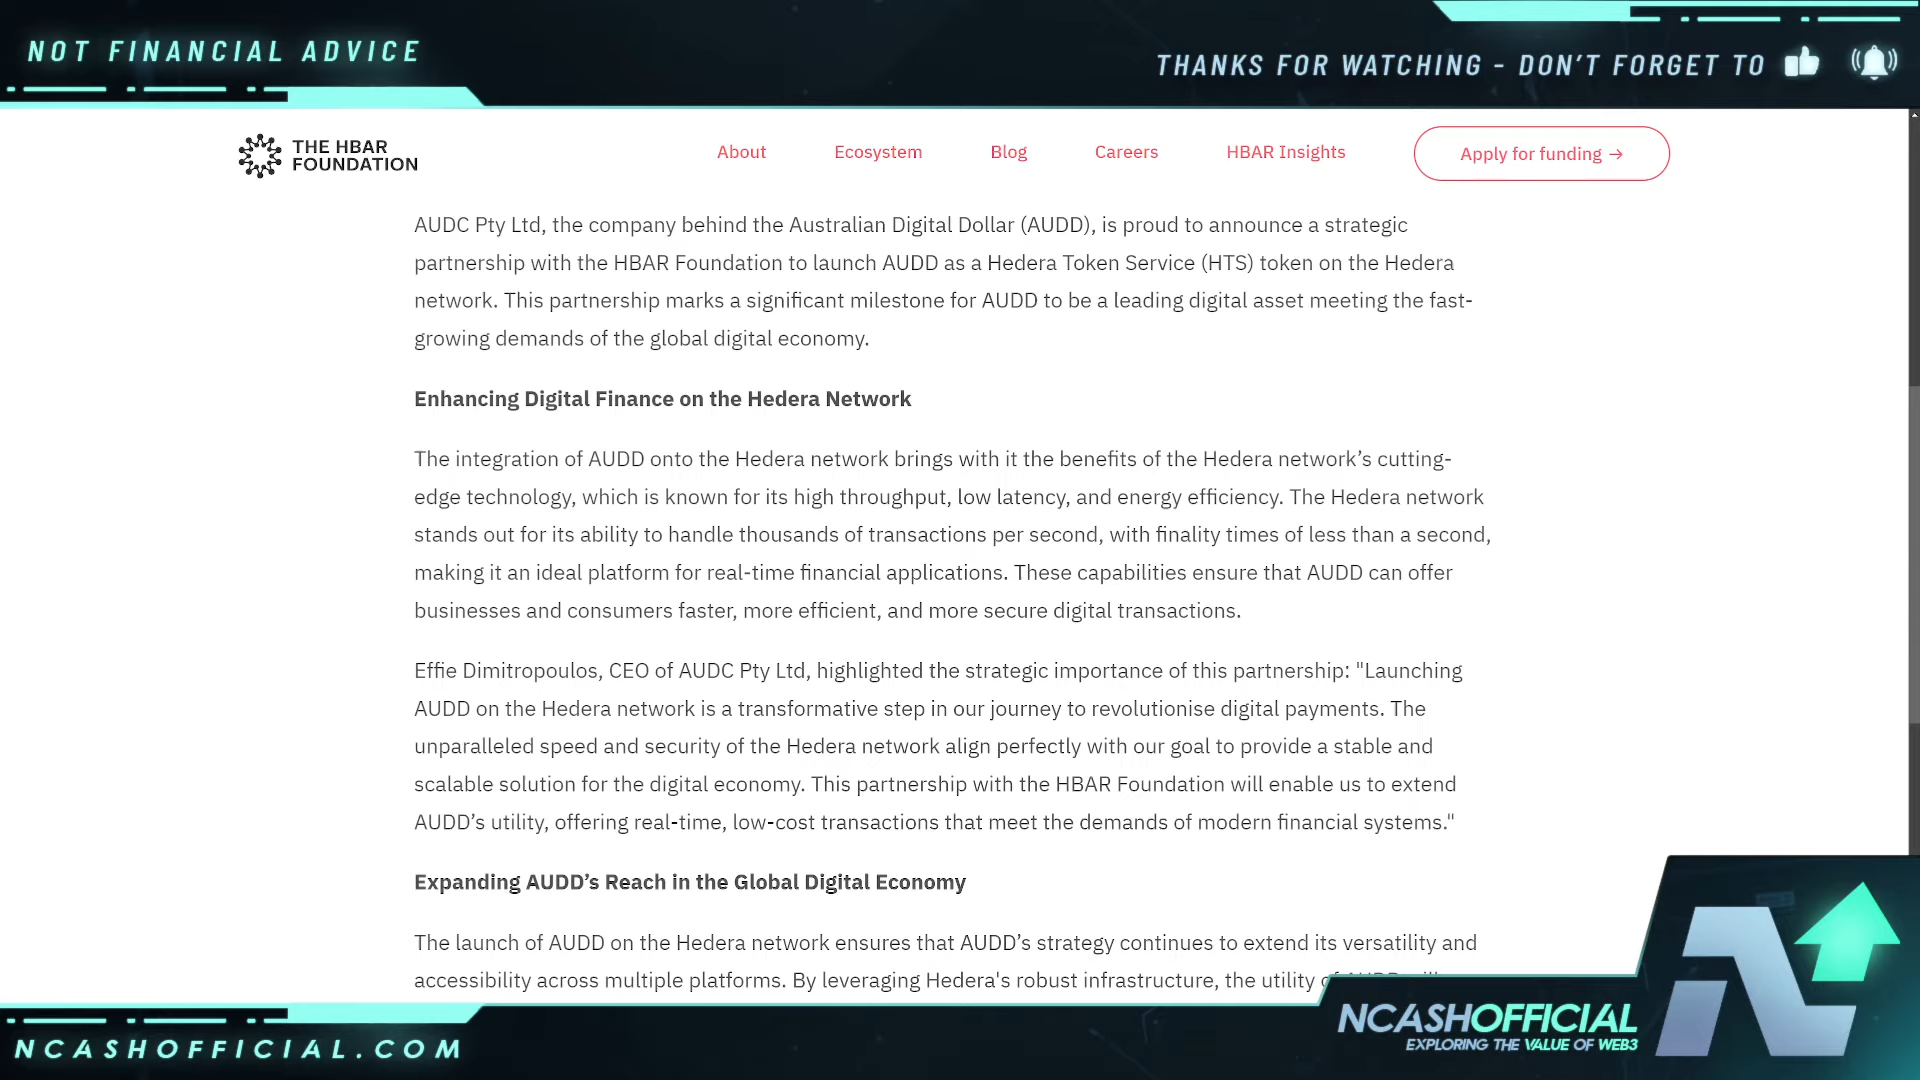 NOT FINANCIAL ADVICE
THANKS FOR WATCHING - DON'T FORGET TO
THE HBAR
FOUNDATION
About
Ecosystem
Blog
Careers
HBAR Insights
Apply for funding →
AUDC Pty Ltd, the company behind the Australian Digital Dollar (AUDD), is proud to announce a strategic
partnership with the HBAR Foundation to launch AUDD as a Hedera Token Service (HTS) token on the Hedera
network. This partnership marks a significant milestone for AUDD to be a leading digital asset meeting the fast-
growing demands of the global digital economy.
Enhancing Digital Finance on the Hedera Network
The integration of AUDD onto the Hedera network brings with it the benefits of the Hedera network’s cutting-
edge technology, which is known for its high throughput, low latency, and energy efficiency. The Hedera network
stands out for its ability to handle thousands of transactions per second, with finality times of less than a second,
making it an ideal platform for real-time financial applications. These capabilities ensure that AUDD can offer
businesses and consumers faster, more efficient, and more secure digital transactions.
Effie Dimitropoulos, CEO of AUDC Pty Ltd, highlighted the strategic importance of this partnership: "Launching
AUDD on the Hedera network is a transformative step in our journey to revolutionise digital payments. The
unparalleled speed and security of the Hedera network align perfectly with our goal to provide a stable and
scalable solution for the digital economy. This partnership with the HBAR Foundation will enable us to extend
AUDD’s utility, offering real-time, low-cost transactions that meet the demands of modern financial systems."
Expanding AUDD’s Reach in the Global Digital Economy
The launch of AUDD on the Hedera network ensures that AUDD’s strategy continues to extend its versatility and
accessibility across multiple platforms. By leveraging Hedera's robust infrastructure, the utility
NCASHOFFICIAL
EXPLORING THE VALUE OF WEB3
NCASHOFFICIAL.COM